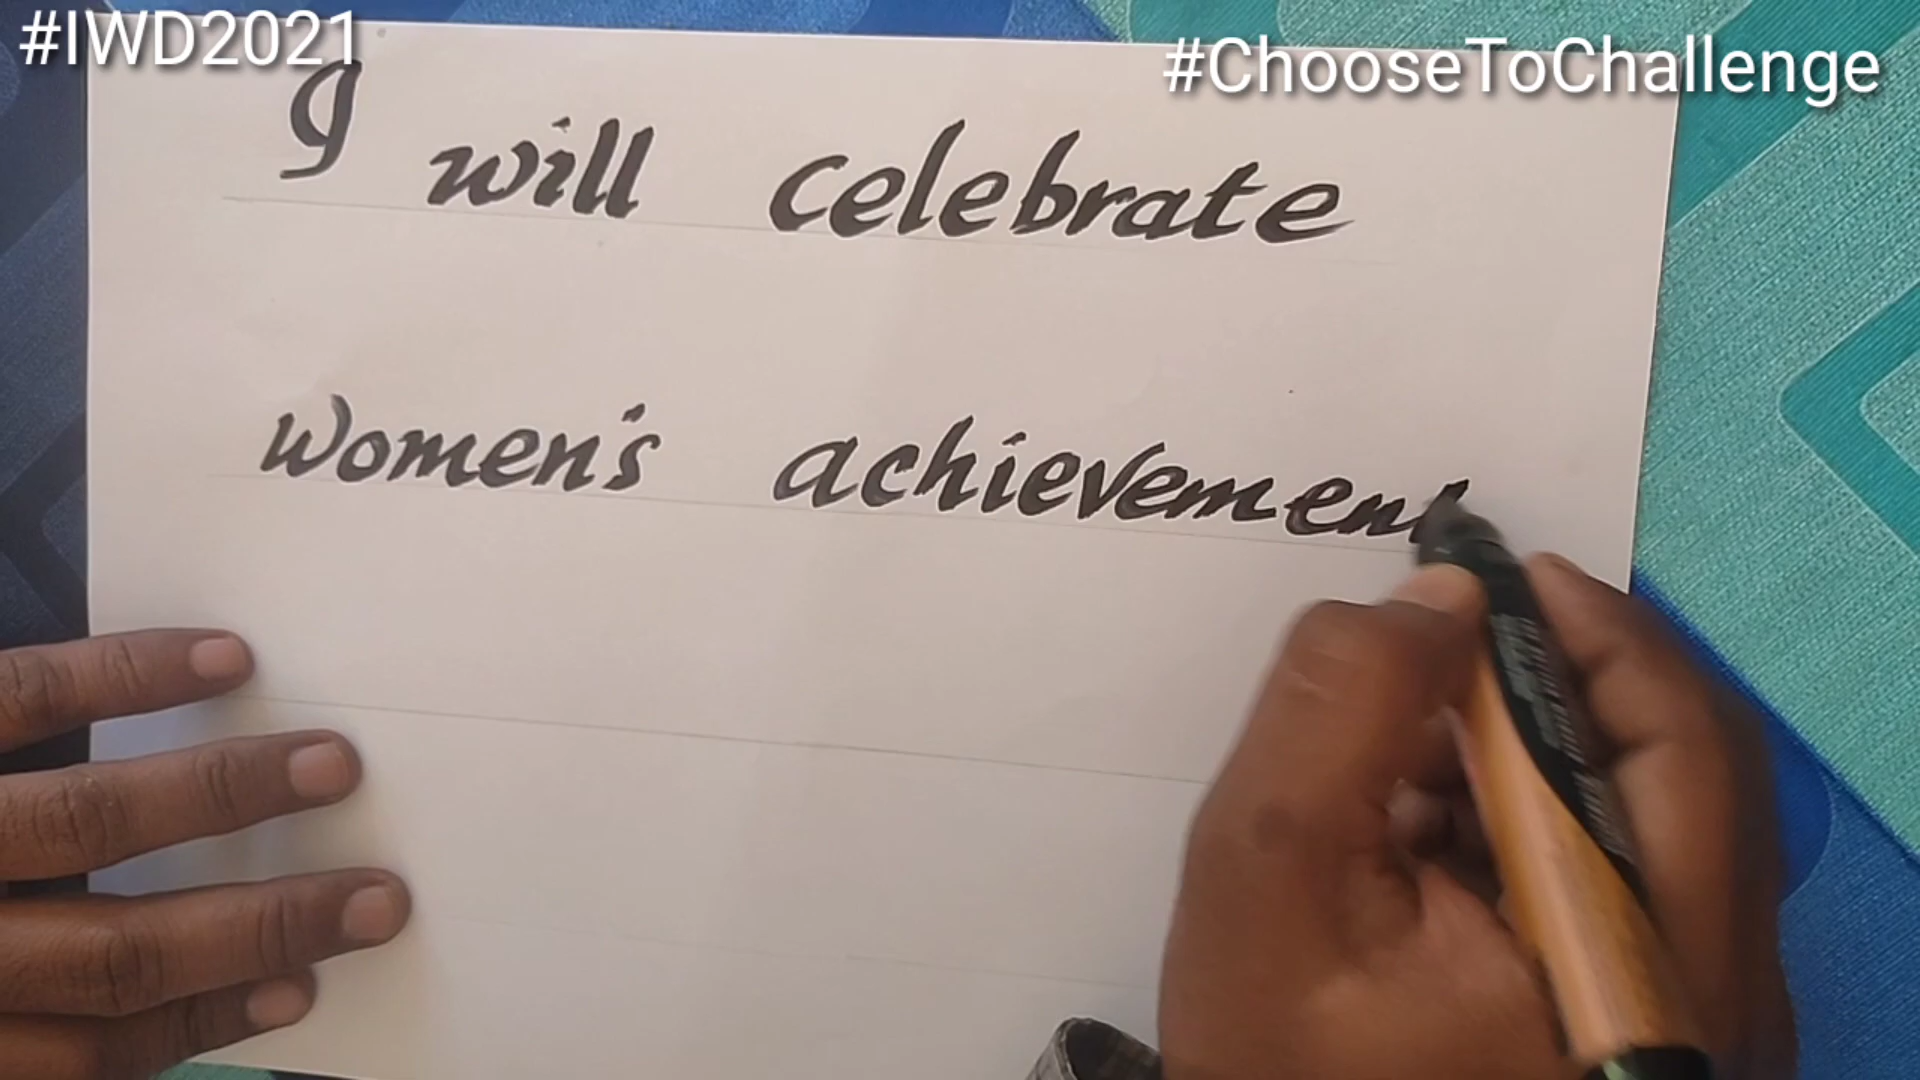 #IWD2021
#ChooseToChallenge
I will celebrate
women's achievement